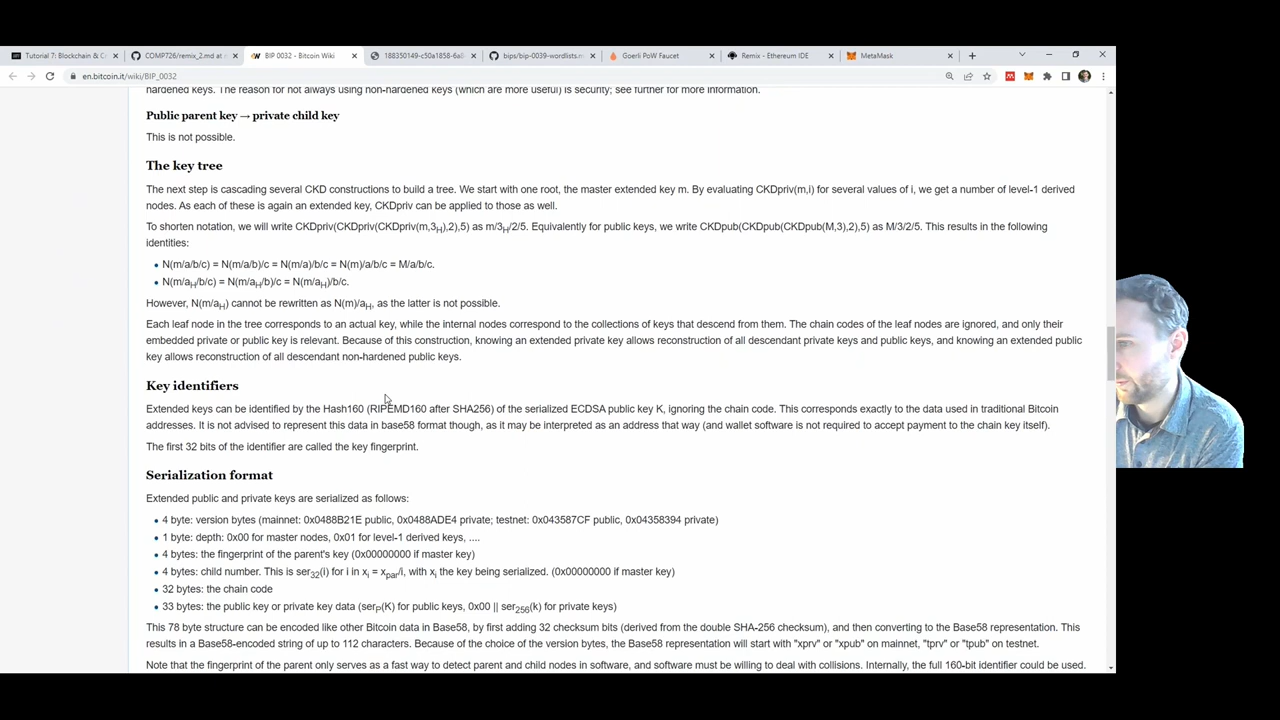 Tutorial 7: Blockchain & C
COMP726/remix_2.md at m
BIP 0032 - Bitcoin Wiki
188350149-c50a1858-6a8
bips/bip-0039-wordlists.m
Goerli PoW Faucet
Remix - Ethereum IDE
MetaMask
en.bitcoin.it/wiki/BIP_0032
hardened keys. The reason for not always using non-hardened keys (which are more useful) is security; see further for more information.
Public parent key → private child key
This is not possible.
The key tree
The next step is cascading several CKD constructions to build a tree. We start with one root, the master extended key m. By evaluating CKDpriv(m,i) for several values of i, we get a number of level-1 derived
nodes. As each of these is again an extended key, CKDpriv can be applied to those as well.
To shorten notation, we will write CKDpriv(CKDpriv(CKDpriv(m,3H),2),5) as m/3H/2/5. Equivalently for public keys, we write CKDpub(CKDpub(CKDpub(M,3),2),5) as M/3/2/5. This results in the following
identities:
• N(m/a/b/c) = N(m/a/b)/c = N(m/a)/b/c = N(m)/a/b/c = M/a/b/c.
• N(m/aH/b/c) = N(m/aH/b)/c = N(m/aH)/b/c.
However, N(m/aH) cannot be rewritten as N(m)/aH, as the latter is not possible.
Each leaf node in the tree corresponds to an actual key, while the internal nodes correspond to the collections of keys that descend from them. The chain codes of the leaf nodes are ignored, and only their
embedded private or public key is relevant. Because of this construction, knowing an extended private key allows reconstruction of all descendant private keys and public keys, and knowing an extended public
key allows reconstruction of all descendant non-hardened public keys.
Key identifiers
Extended keys can be identified by the Hash160 (RIPEMD160 after SHA256) of the serialized ECDSA public key K, ignoring the chain code. This corresponds exactly to the data used in traditional Bitcoin
addresses. It is not advised to represent this data in base58 format though, as it may be interpreted as an address that way (and wallet software is not required to accept payment to the chain key itself).
The first 32 bits of the identifier are called the key fingerprint.
Serialization format
Extended public and private keys are serialized as follows:
• 4 byte: version bytes (mainnet: 0x0488B21E public, 0x0488ADE4 private; testnet: 0x043587CF public, 0x04358394 private)
• 1 byte: depth: 0x00 for master nodes, 0x01 for level-1 derived keys, ....
• 4 bytes: the fingerprint of the parent's key (0x00000000 if master key)
• 4 bytes: child number. This is ser32(i) for i in xi = xpar/i, with xi the key being serialized. (0x00000000 if master key)
• 32 bytes: the chain code
• 33 bytes: the public key or private key data (serP(K) for public keys, 0x00 || ser256(k) for private keys)
This 78 byte structure can be encoded like other Bitcoin data in Base58, by first adding 32 checksum bits (derived from the double SHA-256 checksum), and then converting to the Base58 representation. This
results in a Base58-encoded string of up to 112 characters. Because of the choice of the version bytes, the Base58 representation will start with "xprv" or "xpub" on mainnet, "tprv" or "tpub" on testnet.
Note that the fingerprint of the parent only serves as a fast way to detect parent and child nodes in software, and software must be willing to deal with collisions. Internally, the full 160-bit identifier could be used.